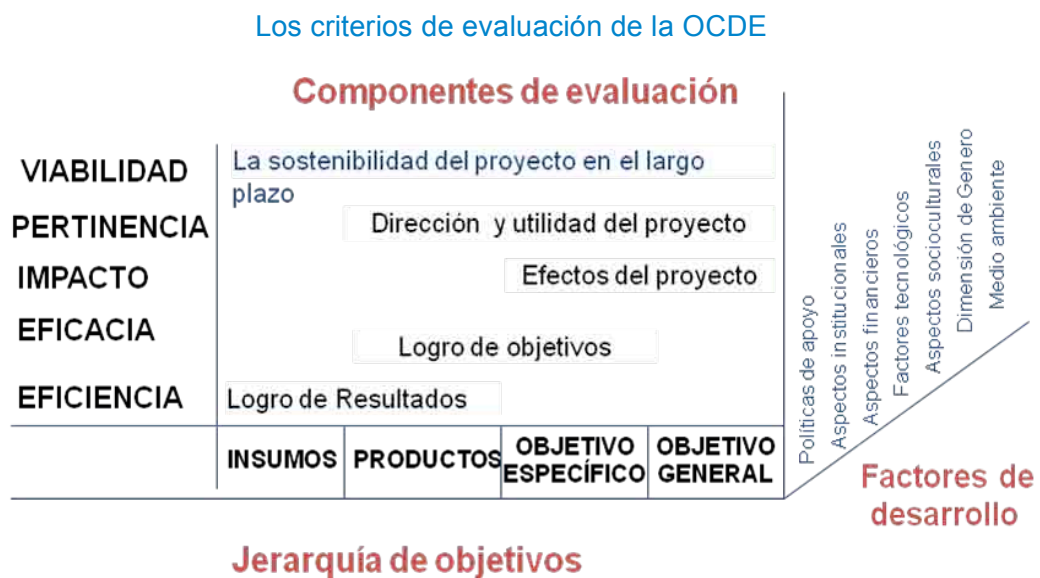 Los criterios de evaluación de la OCDE
Componentes de evaluación
VIABILIDAD
La sostenibilidad del proyecto en el largo
plazo
PERTINENCIA
Dirección y utilidad del proyecto
IMPACTO
Efectos del proyecto
EFICACIA
Logro de objetivos
EFICIENCIA
Logro de Resultados
INSUMOS
PRODUCTOS
OBJETIVO
ESPECÍFICO
OBJETIVO
GENERAL
Políticas de apoyo
Aspectos institucionales
Aspectos financieros
Factores tecnológicos
Aspectos socioculturales
Dimensión de Genero
Medio ambiente
Factores de
desarrollo
Jerarquía de objetivos